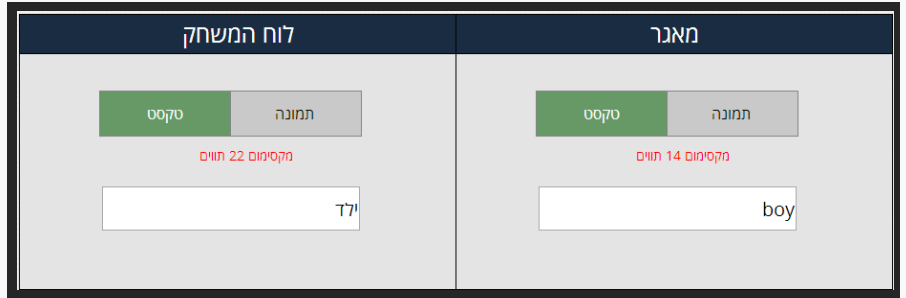 מאגר
לוח המשחק
תמונה
טקסט
תמונה
טקסט
מקסימום 14 תווים
מקסימום 22 תווים
boy
ילד